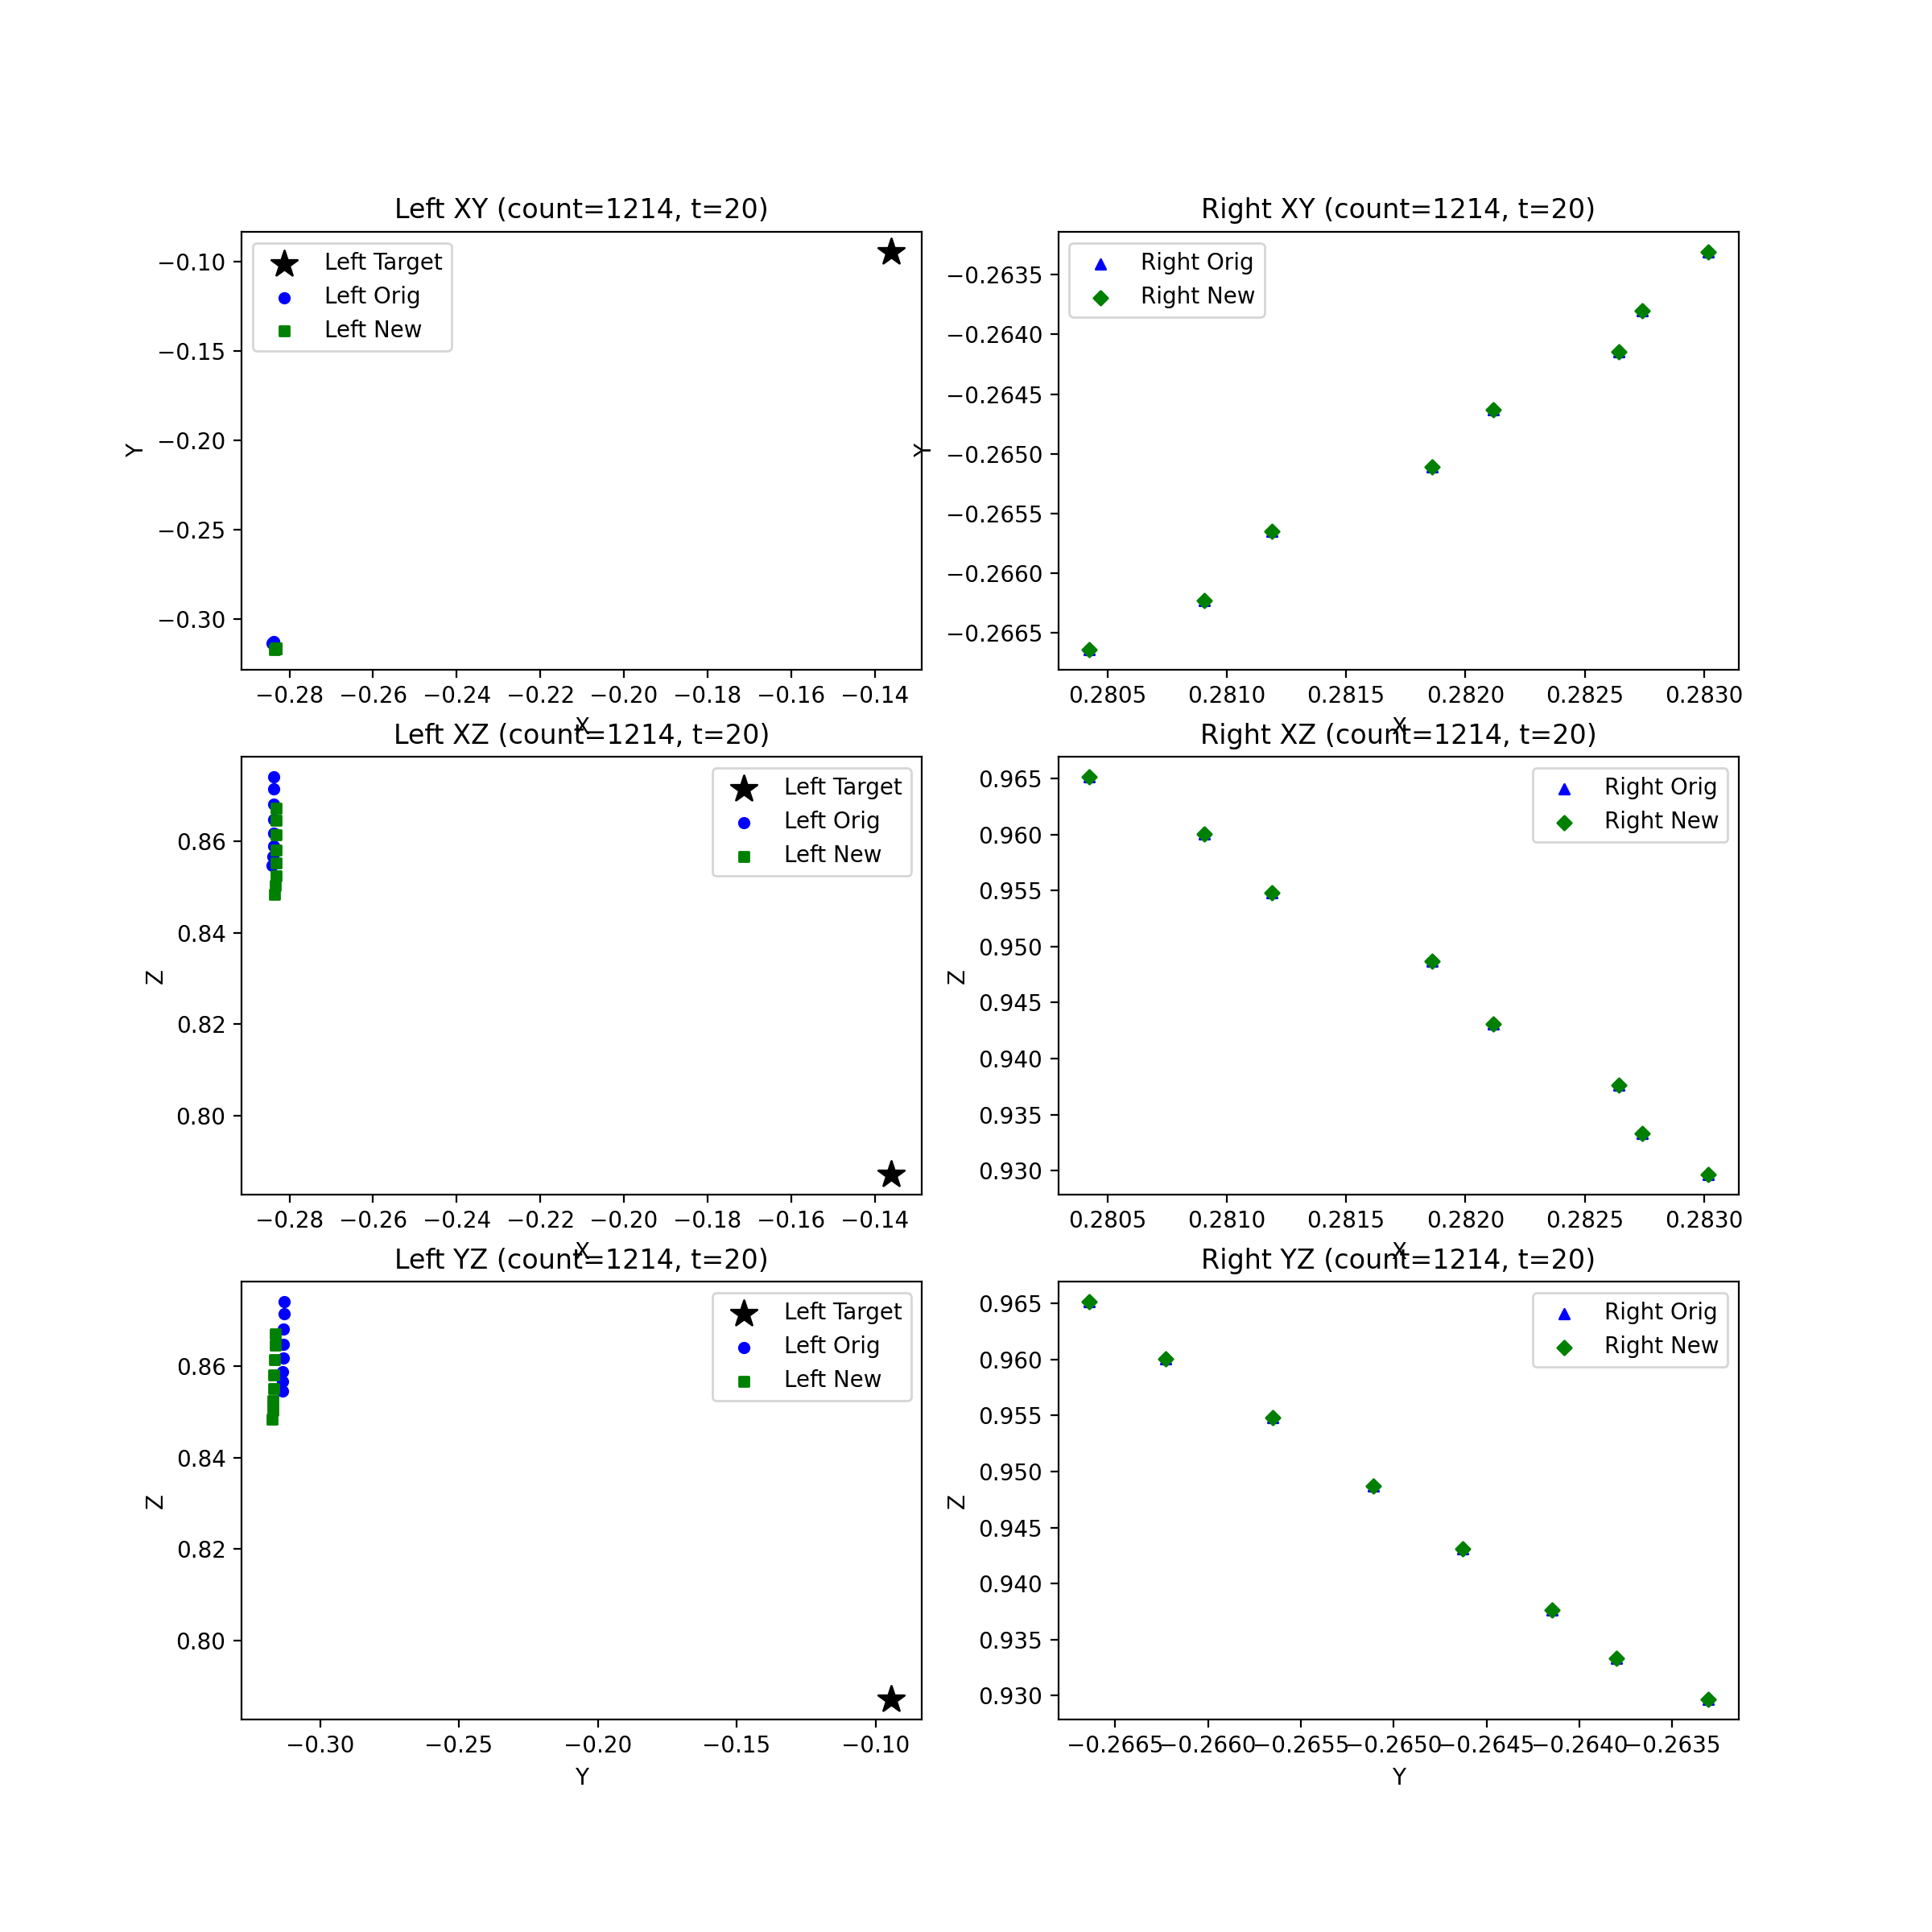 Left XY (count=1214, t=20)
Left Target
Left Orig
Left New
−0.10
−0.15
−0.20
−0.25
−0.30
Y
−0.28 −0.26 −0.24 −0.22 −0.20 −0.18 −0.16 −0.14
X
Right XY (count=1214, t=20)
Right Orig
Right New
−0.2635
−0.2640
−0.2645
−0.2650
−0.2655
−0.2660
−0.2665
Y
0.2805 0.2810 0.2815 0.2820 0.2825 0.2830
X
Left XZ (count=1214, t=20)
Left Target
Left Orig
Left New
0.86
0.84
0.82
0.80
Z
−0.28 −0.26 −0.24 −0.22 −0.20 −0.18 −0.16 −0.14
X
Right XZ (count=1214, t=20)
Right Orig
Right New
0.965
0.960
0.955
0.950
0.945
0.940
0.935
0.930
Z
0.2805 0.2810 0.2815 0.2820 0.2825 0.2830
X
Left YZ (count=1214, t=20)
Left Target
Left Orig
Left New
0.86
0.84
0.82
0.80
Z
−0.30 −0.25 −0.20 −0.15 −0.10
Y
Right YZ (count=1214, t=20)
Right Orig
Right New
0.965
0.960
0.955
0.950
0.945
0.940
0.935
0.930
Z
−0.2665 −0.2660 −0.2655 −0.2650 −0.2645 −0.2640 −0.2635
Y